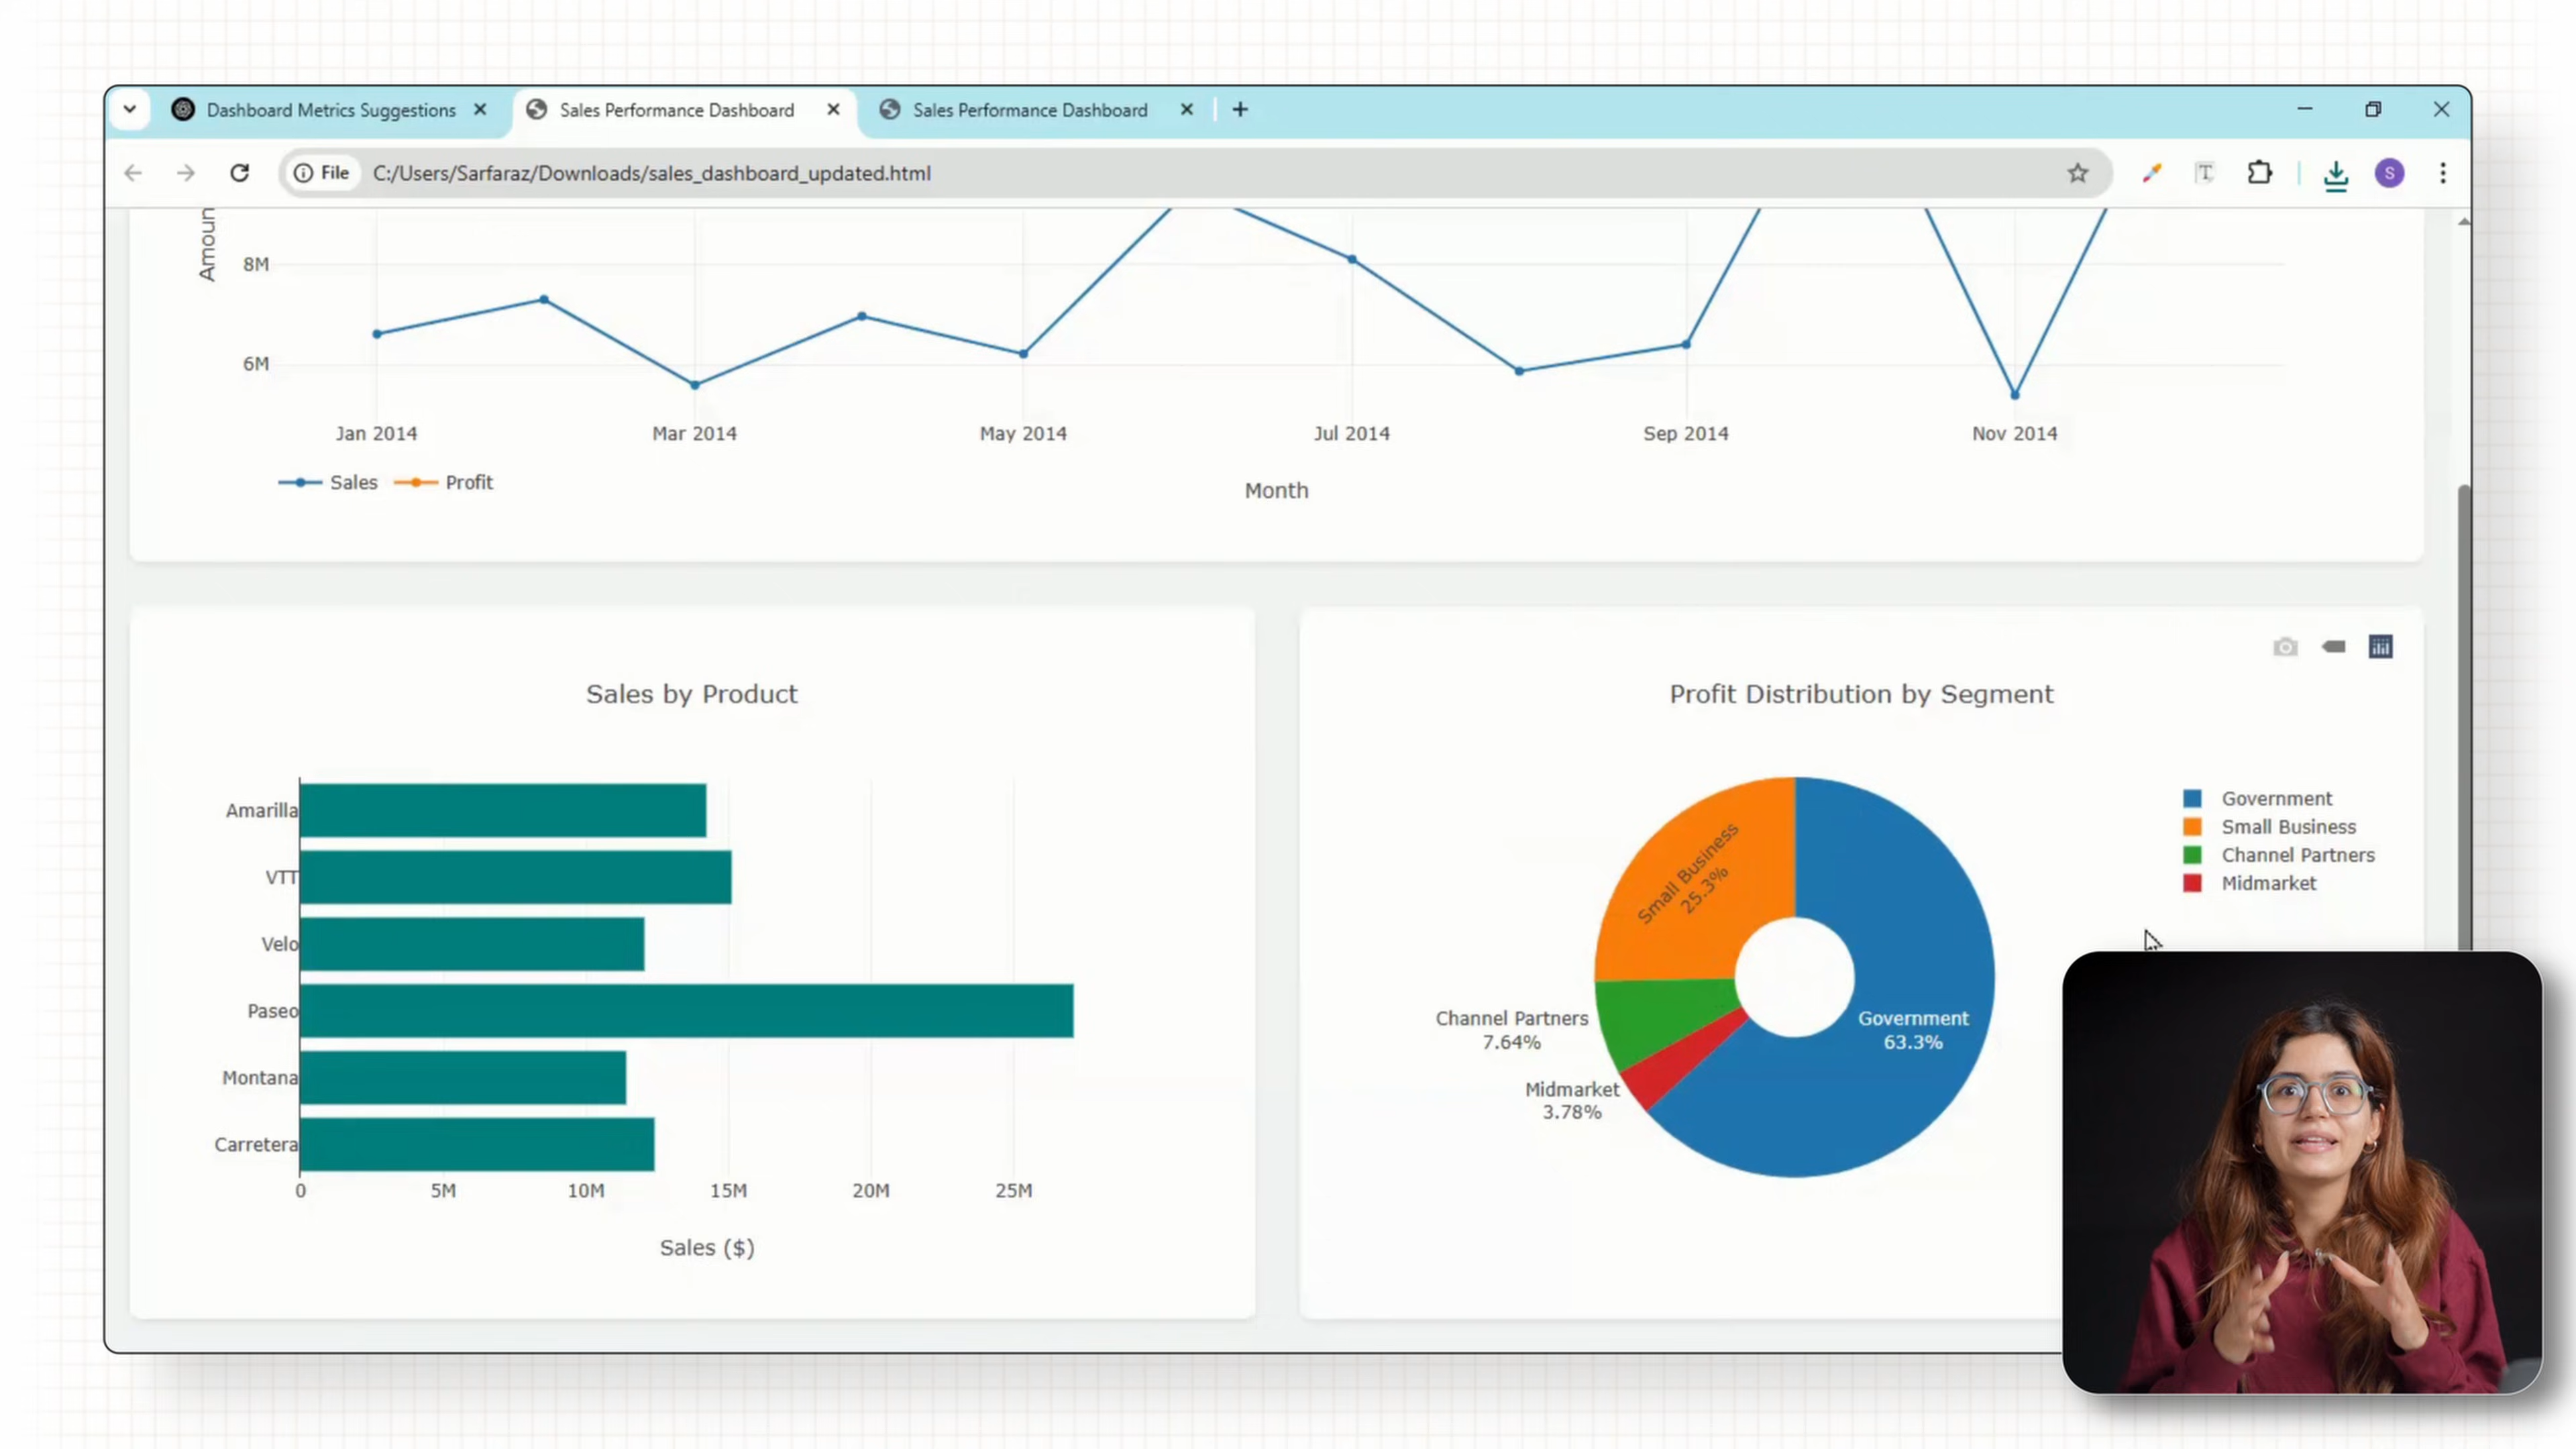 Dashboard Metrics Suggestions
Sales Performance Dashboard
Sales Performance Dashboard
File
C:/Users/Sarfaraz/Downloads/sales_dashboard_updated.html
T
S
Amoun
8M
6M
Jan 2014
Mar 2014
May 2014
Jul 2014
Sep 2014
Nov 2014
Sales
Profit
Month
Sales by Product
Amarilla
VTT
Velo
Paseo
Montana
Carretera
0
5M
10M
15M
20M
25M
Sales ($)
Profit Distribution by Segment
Small Business
25.3%
Channel Partners
7.64%
Midmarket
3.78%
Government
63.3%
Government
Small Business
Channel Partners
Midmarket